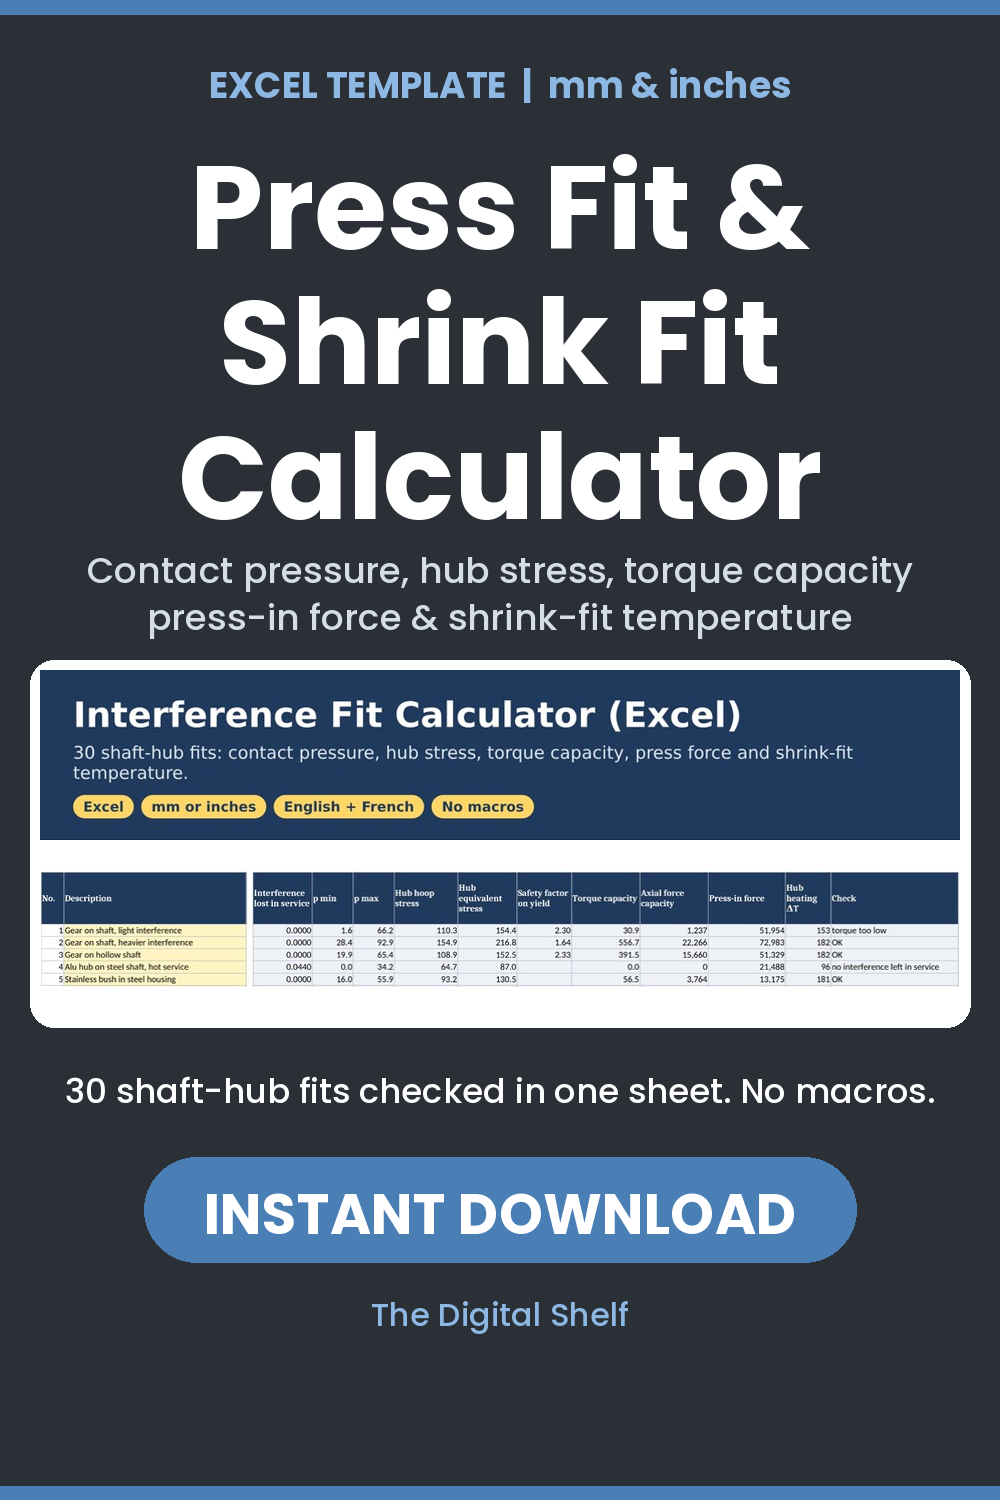 EXCEL TEMPLATE | mm & inches
Press Fit &
Shrink Fit
Calculator
Contact pressure, hub stress, torque capacity
press-in force & shrink-fit temperature
Interference Fit Calculator (Excel)
30 shaft-hub fits: contact pressure, hub stress, torque capacity, press force and shrink-fit
temperature.
Excel mm or inches English + French No macros
No. Description Interference lost in service p min p max Hub hoop stress Hub equivalent stress Safety factor on yield Torque capacity Axial force capacity Press-in force Hub heating ΔT Check
1 Gear on shaft, light interference 0.0000 1.6 66.2 110.3 154.4 2.30 30.9 1,237 51,954 153 torque too low
2 Gear on shaft, heavier interference 0.0000 28.4 92.9 154.9 216.8 1.64 556.7 22,266 72,983 182 OK
3 Gear on hollow shaft 0.0000 19.9 65.4 108.9 152.5 2.33 391.5 15,660 51,329 182 OK
4 Alu hub on steel shaft, hot service 0.0440 0.0 34.2 64.7 87.0 0.0 0 21,488 96 no interference left in service
5 Stainless bush in steel housing 0.0000 16.0 55.9 93.2 130.5 56.5 3,764 13,175 181 OK
30 shaft-hub fits checked in one sheet. No macros.
INSTANT DOWNLOAD
The Digital Shelf